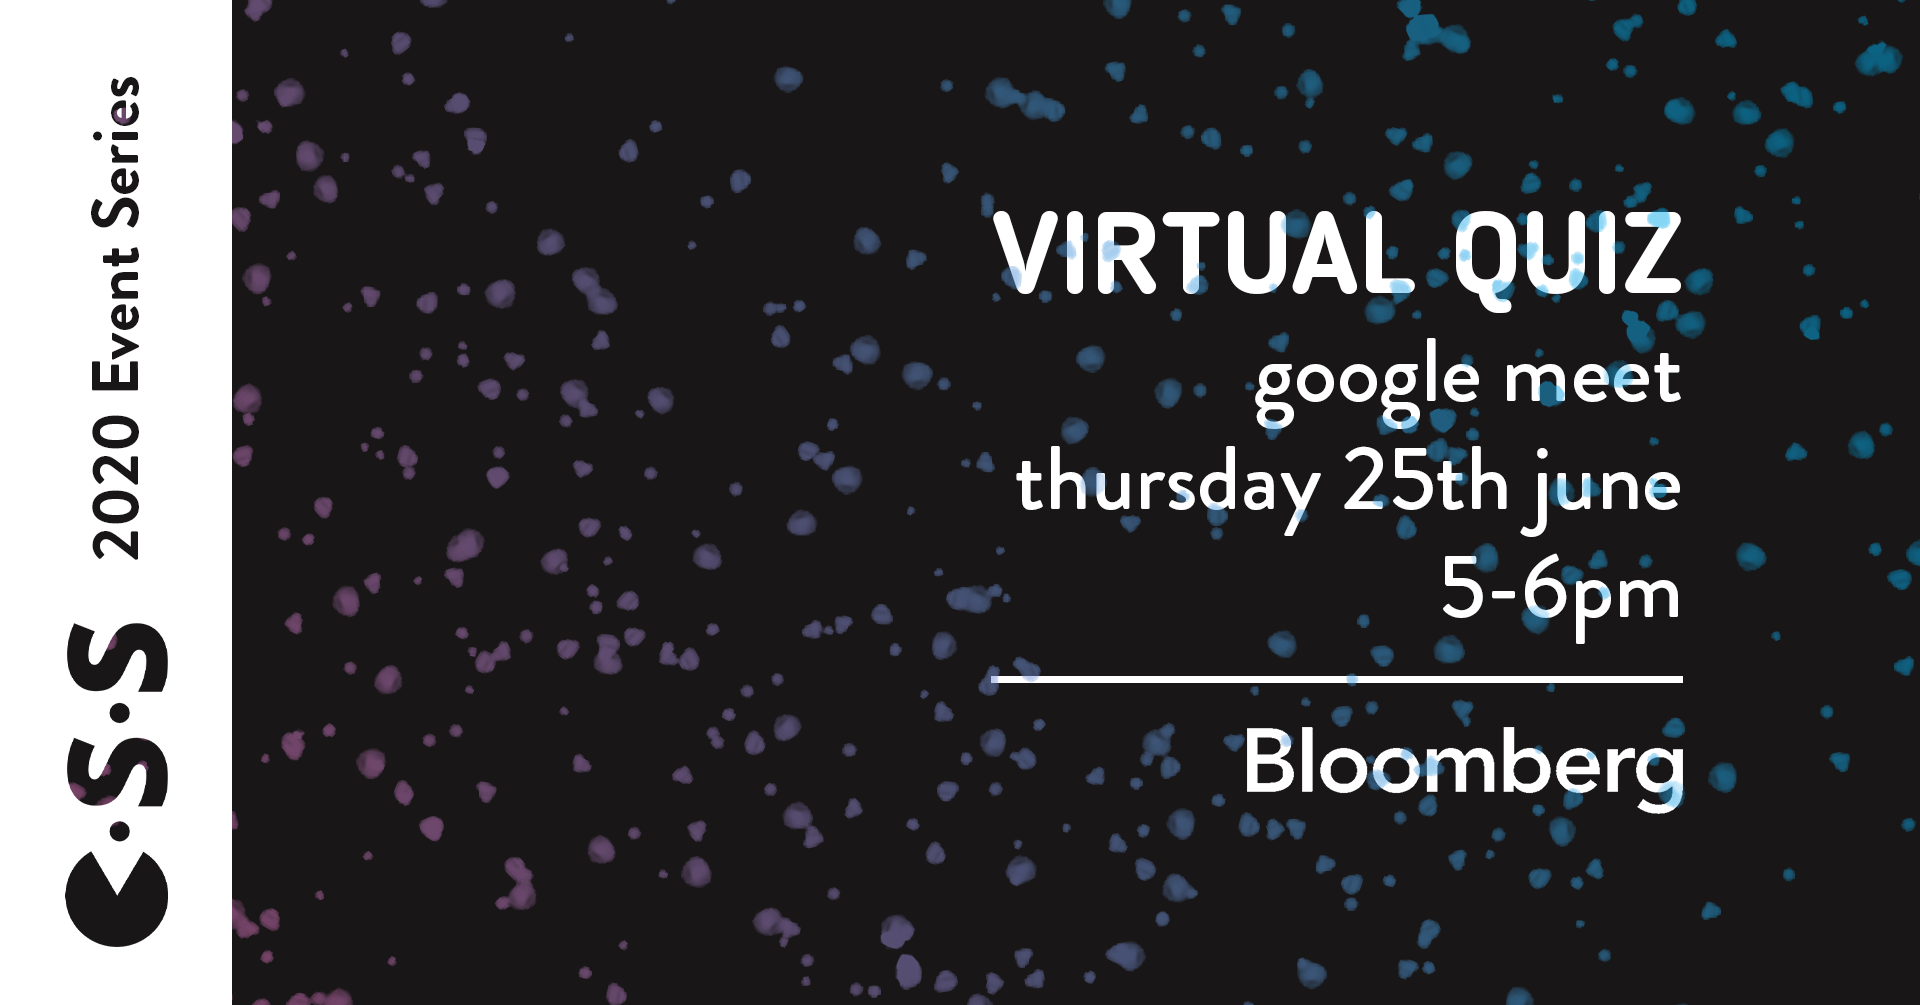 C·S·S 2020 Event Series
VIRTUAL QUIZ
google meet
thursday 25th june
5-6pm
Bloomberg